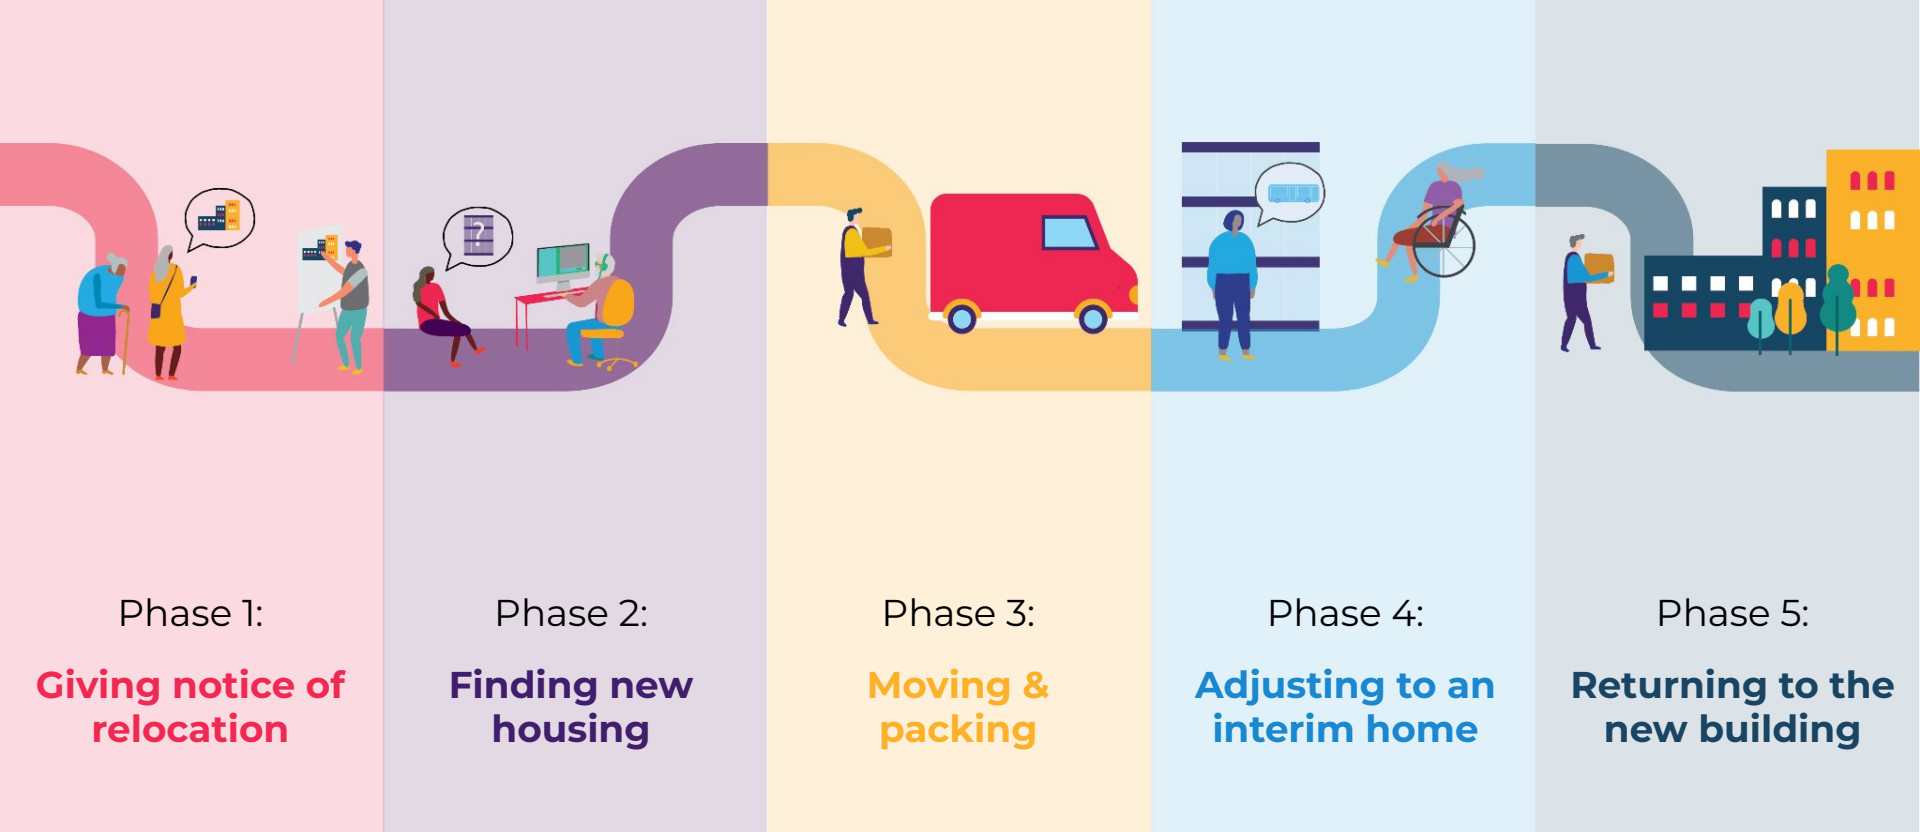 Phase 1:
Giving notice of
relocation
Phase 2:
Finding new
housing
Phase 3:
Moving &
packing
Phase 4:
Adjusting to an
interim home
Phase 5:
Returning to the
new building
?